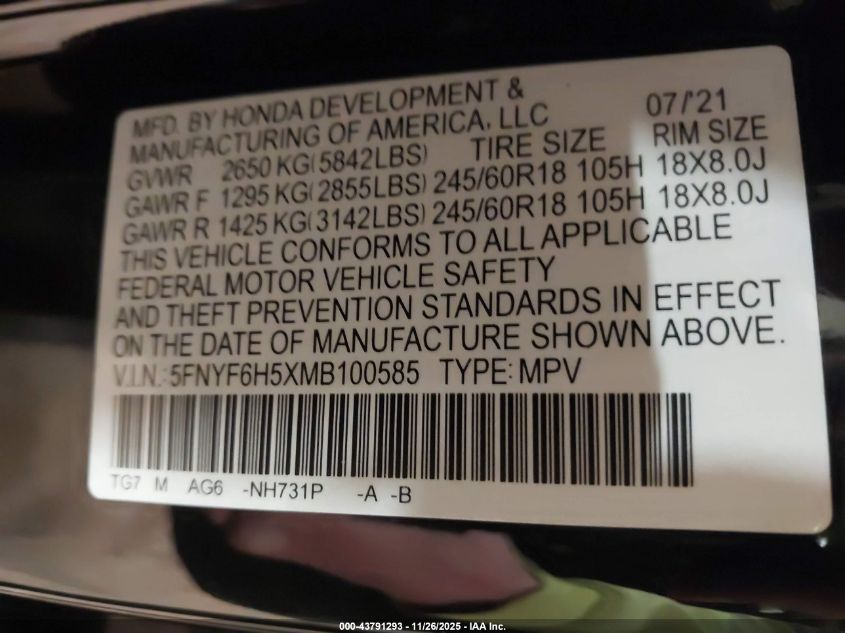 MFD. BY HONDA DEVELOPMENT &
MANUFACTURING OF AMERICA, LLC 07/'21
GVWR 2650 KG(5842LBS) TIRE SIZE RIM SIZE
GAWR F 1295 KG(2855LBS) 245/60R18 105H 18X8.0J
GAWR R 1425 KG(3142LBS) 245/60R18 105H 18X8.0J
THIS VEHICLE CONFORMS TO ALL APPLICABLE
FEDERAL MOTOR VEHICLE SAFETY
AND THEFT PREVENTION STANDARDS IN EFFECT
ON THE DATE OF MANUFACTURE SHOWN ABOVE.
V.I.N.: 5FNYF6H5XMB100585 TYPE: MPV
TG7 M AG6 -NH731P -A -B
000-43791293 - 11/26/2025 - IAA Inc.